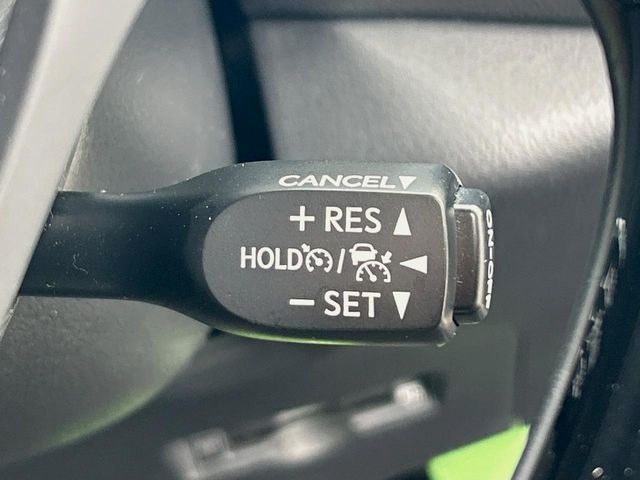 CANCEL▼
+ RES ▲
HOLD / ◀
− SET ▼
ON-OFF